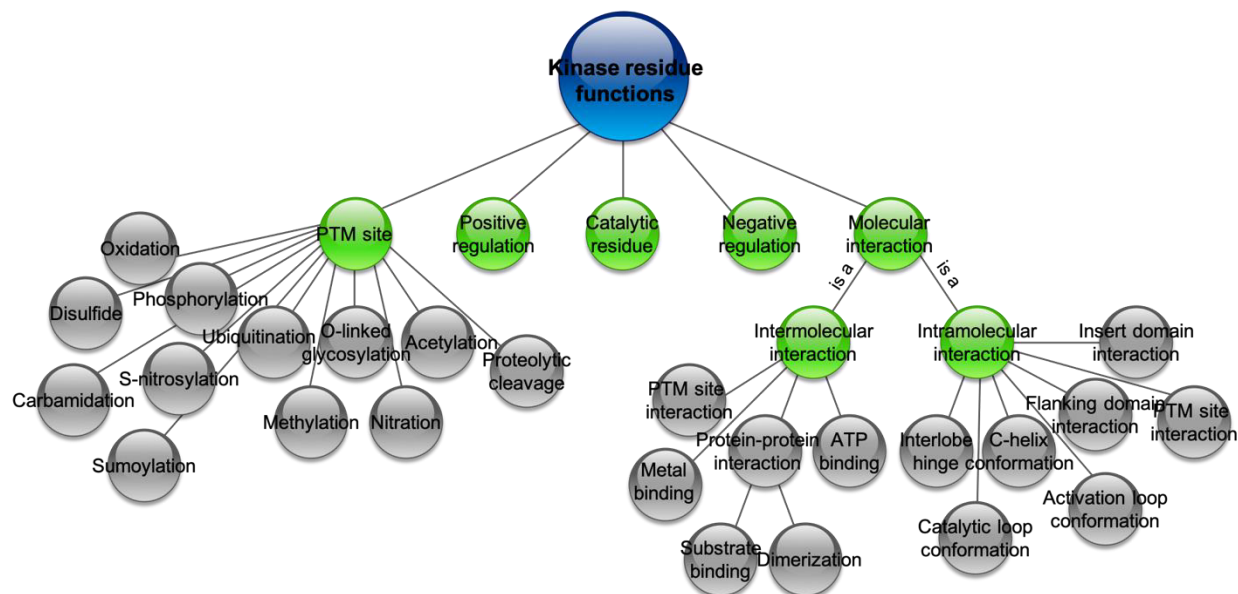 Kinase residue
functions
PTM site
Positive
regulation
Catalytic
residue
Negative
regulation
Molecular
interaction
is a
is a
Oxidation
Disulfide
Phosphorylation
Carbamidation
S-nitrosylation
Sumoylation
Ubiquitination
Methylation
O-linked
glycosylation
Nitration
Acetylation
Proteolytic
cleavage
Intermolecular
interaction
Intramolecular
interaction
Insert domain
interaction
PTM site
interaction
Metal
binding
Protein-protein
interaction
ATP
binding
Substrate
binding
Dimerization
Interlobe
hinge
C-helix
conformation
Flanking domain
interaction
PTM site
interaction
Catalytic loop
conformation
Activation loop
conformation